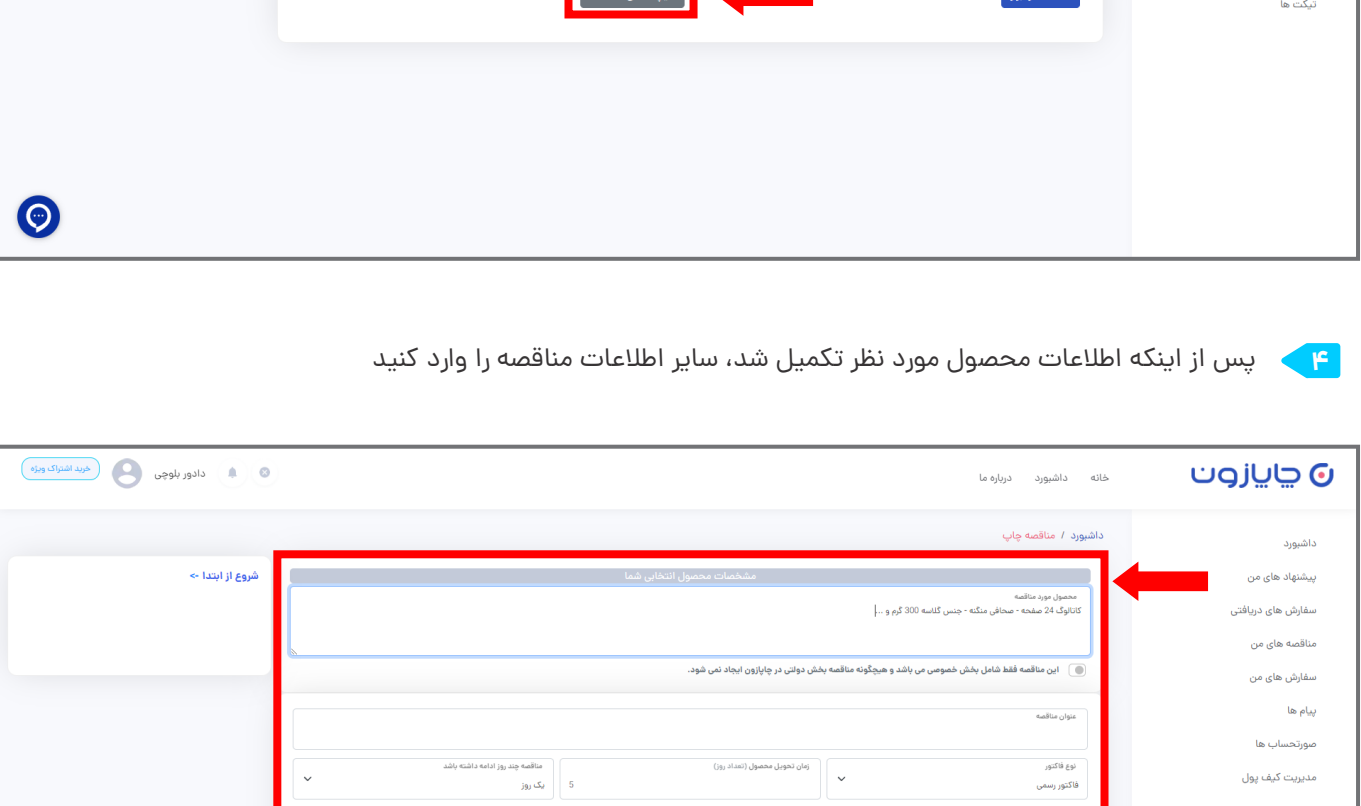 تیکت ها
۴
پس از اینکه اطلاعات محصول مورد نظر تکمیل شد، سایر اطلاعات مناقصه را وارد کنید
چاپازون
خانه داشبورد درباره ما
دادور بلوچی
خرید اشتراک ویژه
داشبورد / مناقصه چاپ
داشبورد
پیشنهاد های من
سفارش های دریافتی
مناقصه های من
سفارش های من
پیام ها
صورتحساب ها
مدیریت کیف پول
مشخصات محصول انتخابی شما
محصول مورد مناقصه
کاتالوگ 24 صفحه - صحافی منگنه - جنس گلاسه 300 گرم و ...
این مناقصه فقط شامل بخش خصوصی می باشد و هیچگونه مناقصه بخش دولتی در چاپازون ایجاد نمی شود.
عنوان مناقصه
نوع فاکتور
فاکتور رسمی
زمان تحویل محصول (تعداد روز)
5
مناقصه چند روز ادامه داشته باشد
یک روز
شروع از ابتدا ->